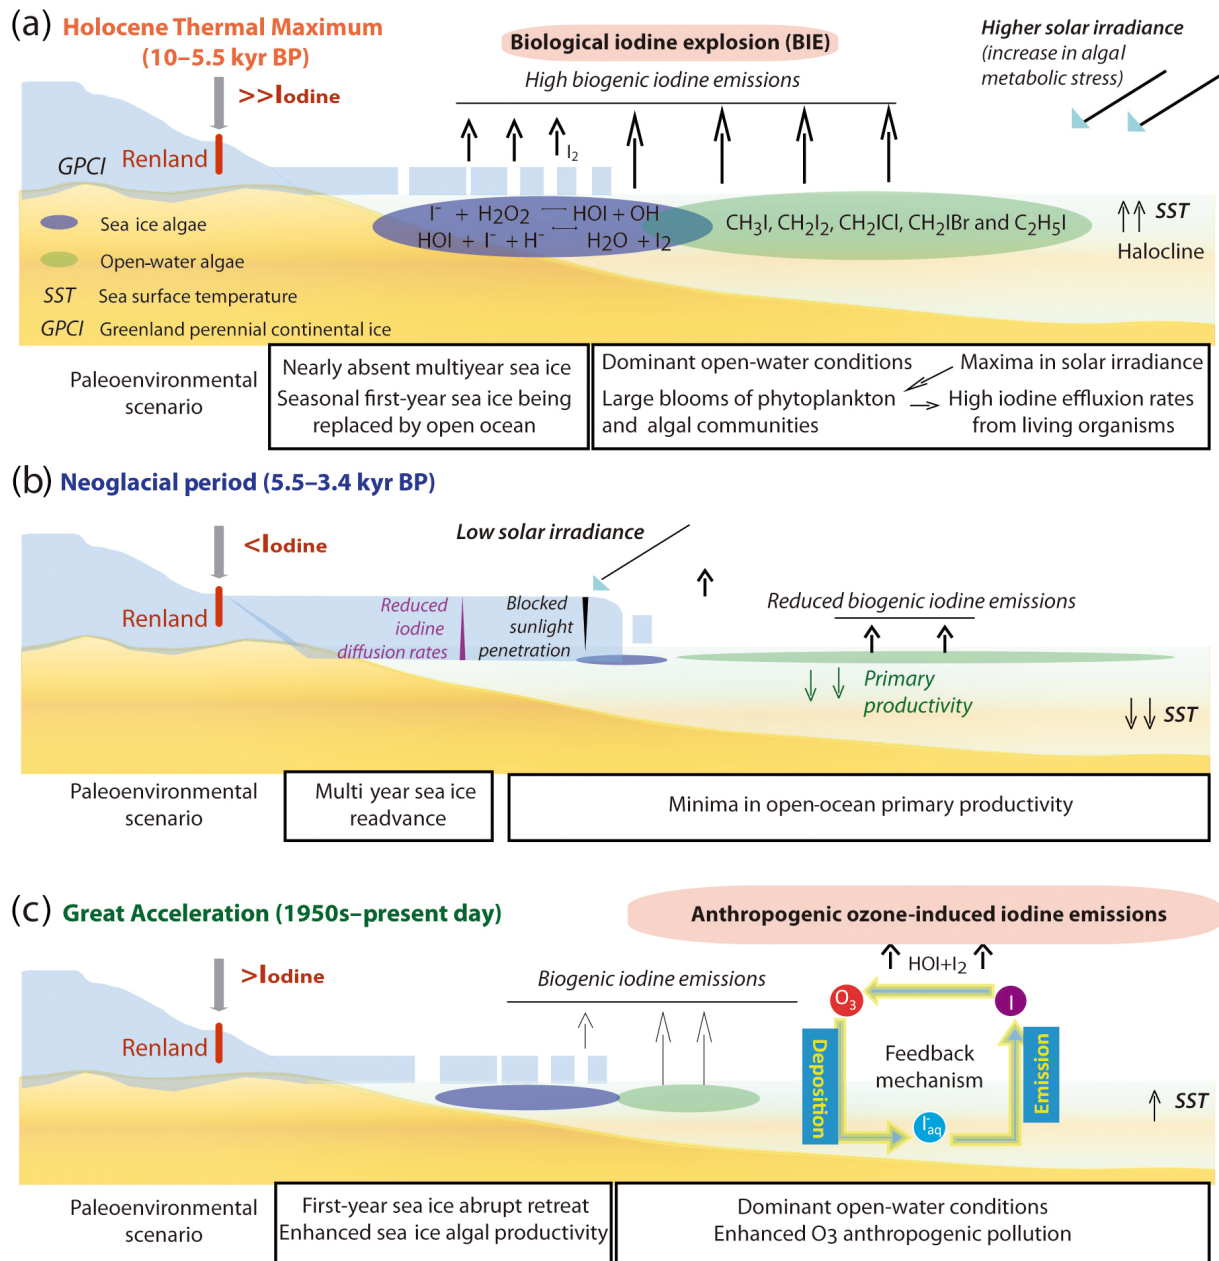 (a) Holocene Thermal Maximum
(10–5.5 kyr BP)
>>Iodine
Biological iodine explosion (BIE)
High biogenic iodine emissions
Higher solar irradiance
(increase in algal
metabolic stress)
I2
GPCI
Renland
I⁻ + H2O2 HOI + OH
HOI + I⁻ + H⁻ H2O + I2
CH3I, CH2I2, CH2ICl, CH2IBr and C2H5I
SST
Halocline
Sea ice algae
Open-water algae
SST Sea surface temperature
GPCI Greenland perennial continental ice
Paleoenvironmental
scenario
Nearly absent multiyear sea ice
Seasonal first-year sea ice being
replaced by open ocean
Dominant open-water conditions
Maxima in solar irradiance
Large blooms of phytoplankton
and algal communities
High iodine effluxion rates
from living organisms
(b) Neoglacial period (5.5–3.4 kyr BP)
<Iodine
Low solar irradiance
Renland
Reduced
iodine
diffusion rates
Blocked
sunlight
penetration
Reduced biogenic iodine emissions
Primary
productivity
SST
Paleoenvironmental
scenario
Multi year sea ice
readvance
Minima in open-ocean primary productivity
(c) Great Acceleration (1950s–present day)
Anthropogenic ozone-induced iodine emissions
>Iodine
Biogenic iodine emissions
HOI+I2
O3
I
Renland
Deposition
Feedback
mechanism
Emission
I⁻aq
SST
Paleoenvironmental
scenario
First-year sea ice abrupt retreat
Enhanced sea ice algal productivity
Dominant open-water conditions
Enhanced O3 anthropogenic pollution